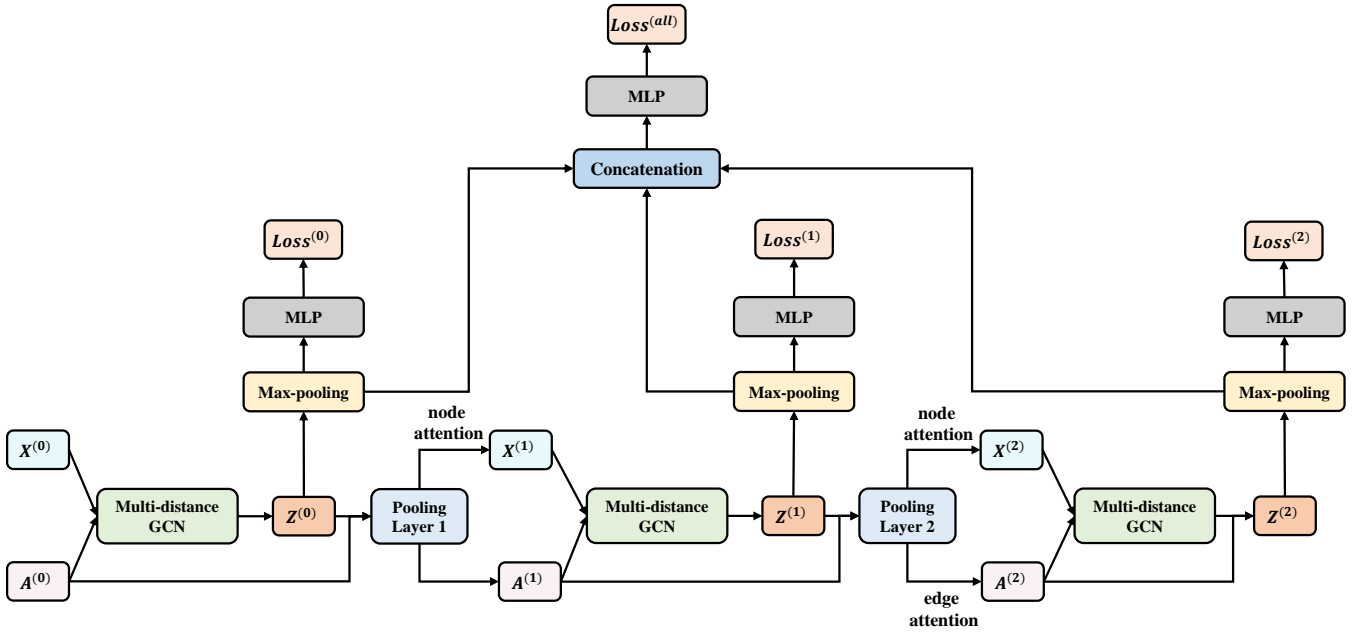 Loss^(all)
MLP
Concatenation
Loss^(0)
Loss^(1)
Loss^(2)
MLP
MLP
MLP
Max-pooling
Max-pooling
Max-pooling
node
attention
node
attention
X^(0)
X^(1)
X^(2)
Multi-distance
GCN
Z^(0)
Pooling
Layer 1
Multi-distance
GCN
Z^(1)
Pooling
Layer 2
Multi-distance
GCN
Z^(2)
A^(0)
A^(1)
A^(2)
edge
attention